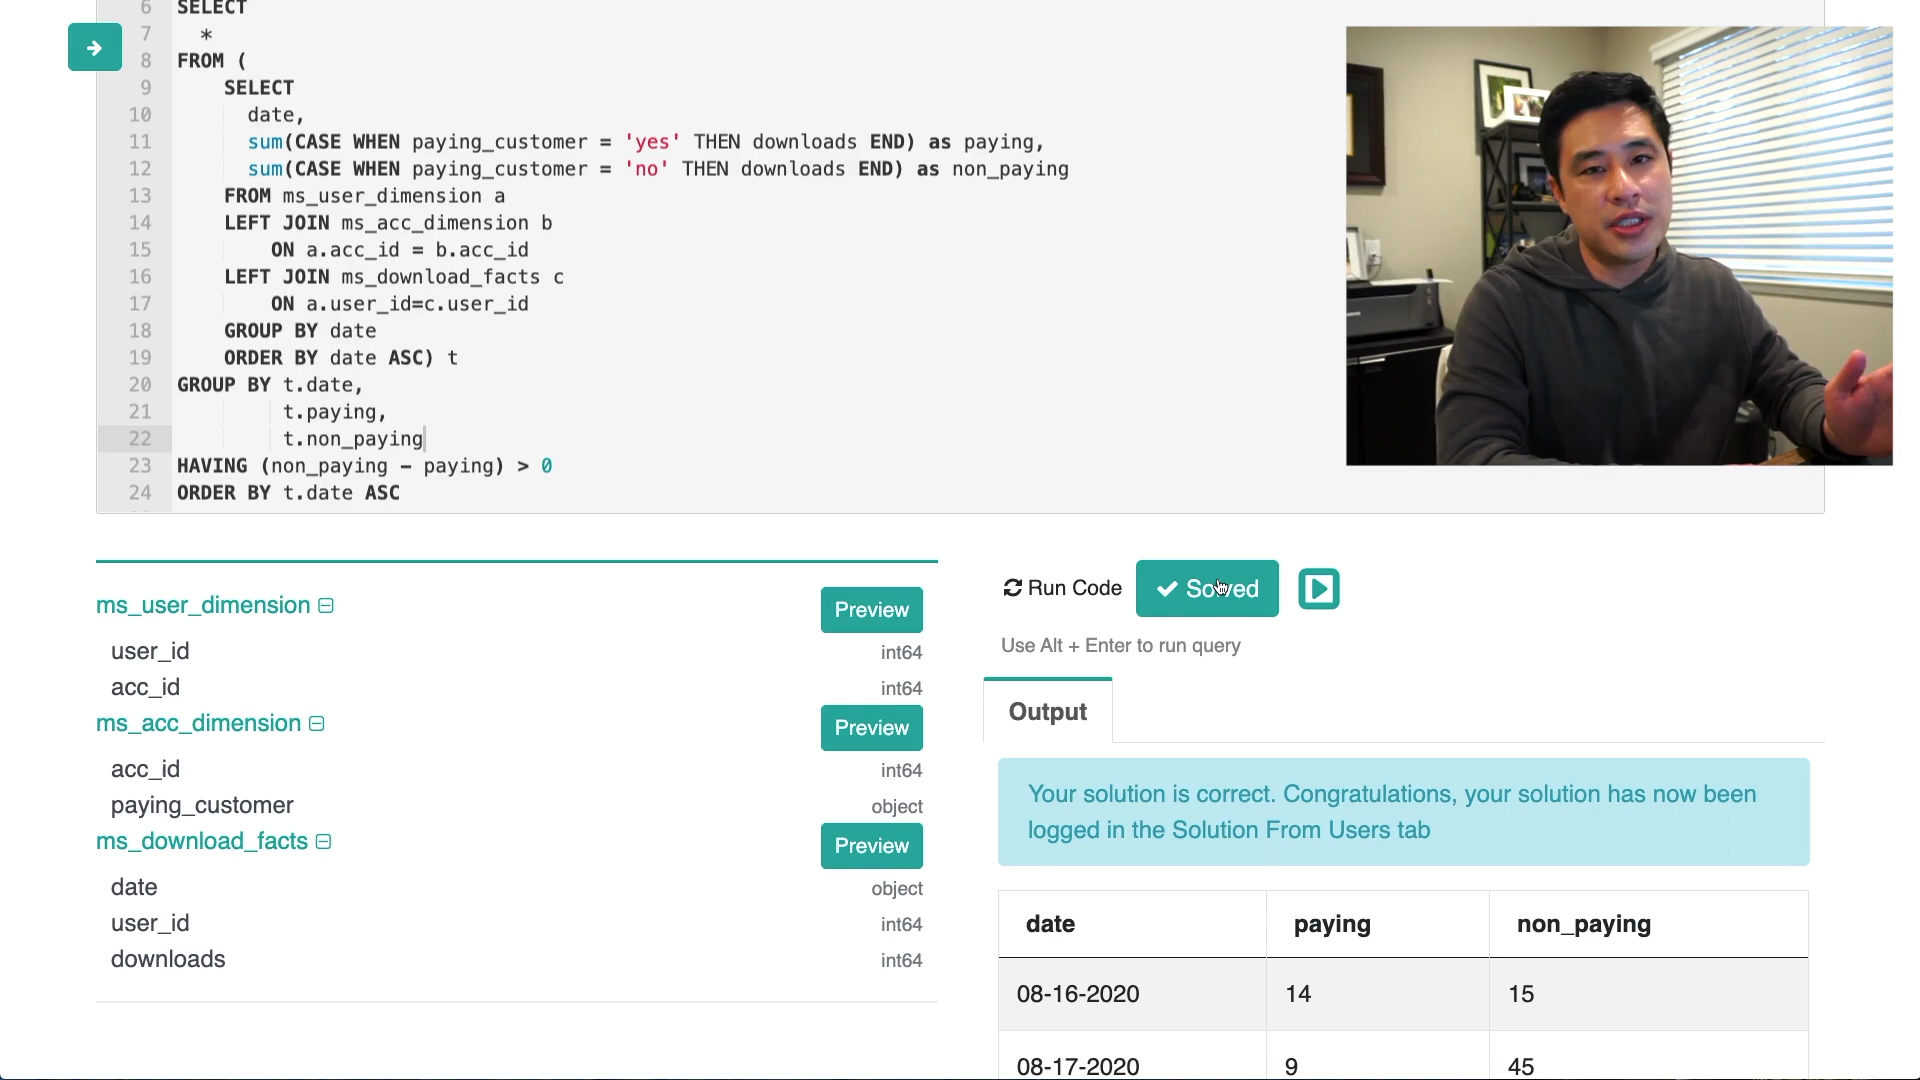 6 SELECT
7 *
8 FROM (
9 SELECT
10 date,
11 sum(CASE WHEN paying_customer = 'yes' THEN downloads END) as paying,
12 sum(CASE WHEN paying_customer = 'no' THEN downloads END) as non_paying
13 FROM ms_user_dimension a
14 LEFT JOIN ms_acc_dimension b
15 ON a.acc_id = b.acc_id
16 LEFT JOIN ms_download_facts c
17 ON a.user_id=c.user_id
18 GROUP BY date
19 ORDER BY date ASC) t
20 GROUP BY t.date,
21 t.paying,
22 t.non_paying
23 HAVING (non_paying - paying) > 0
24 ORDER BY t.date ASC
ms_user_dimension
Preview
user_id int64
acc_id int64
ms_acc_dimension
Preview
acc_id int64
paying_customer object
ms_download_facts
Preview
date object
user_id int64
downloads int64
Run Code
Solved
Use Alt + Enter to run query
Output
Your solution is correct. Congratulations, your solution has now been
logged in the Solution From Users tab
date paying non_paying
08-16-2020 14 15
08-17-2020 9 45